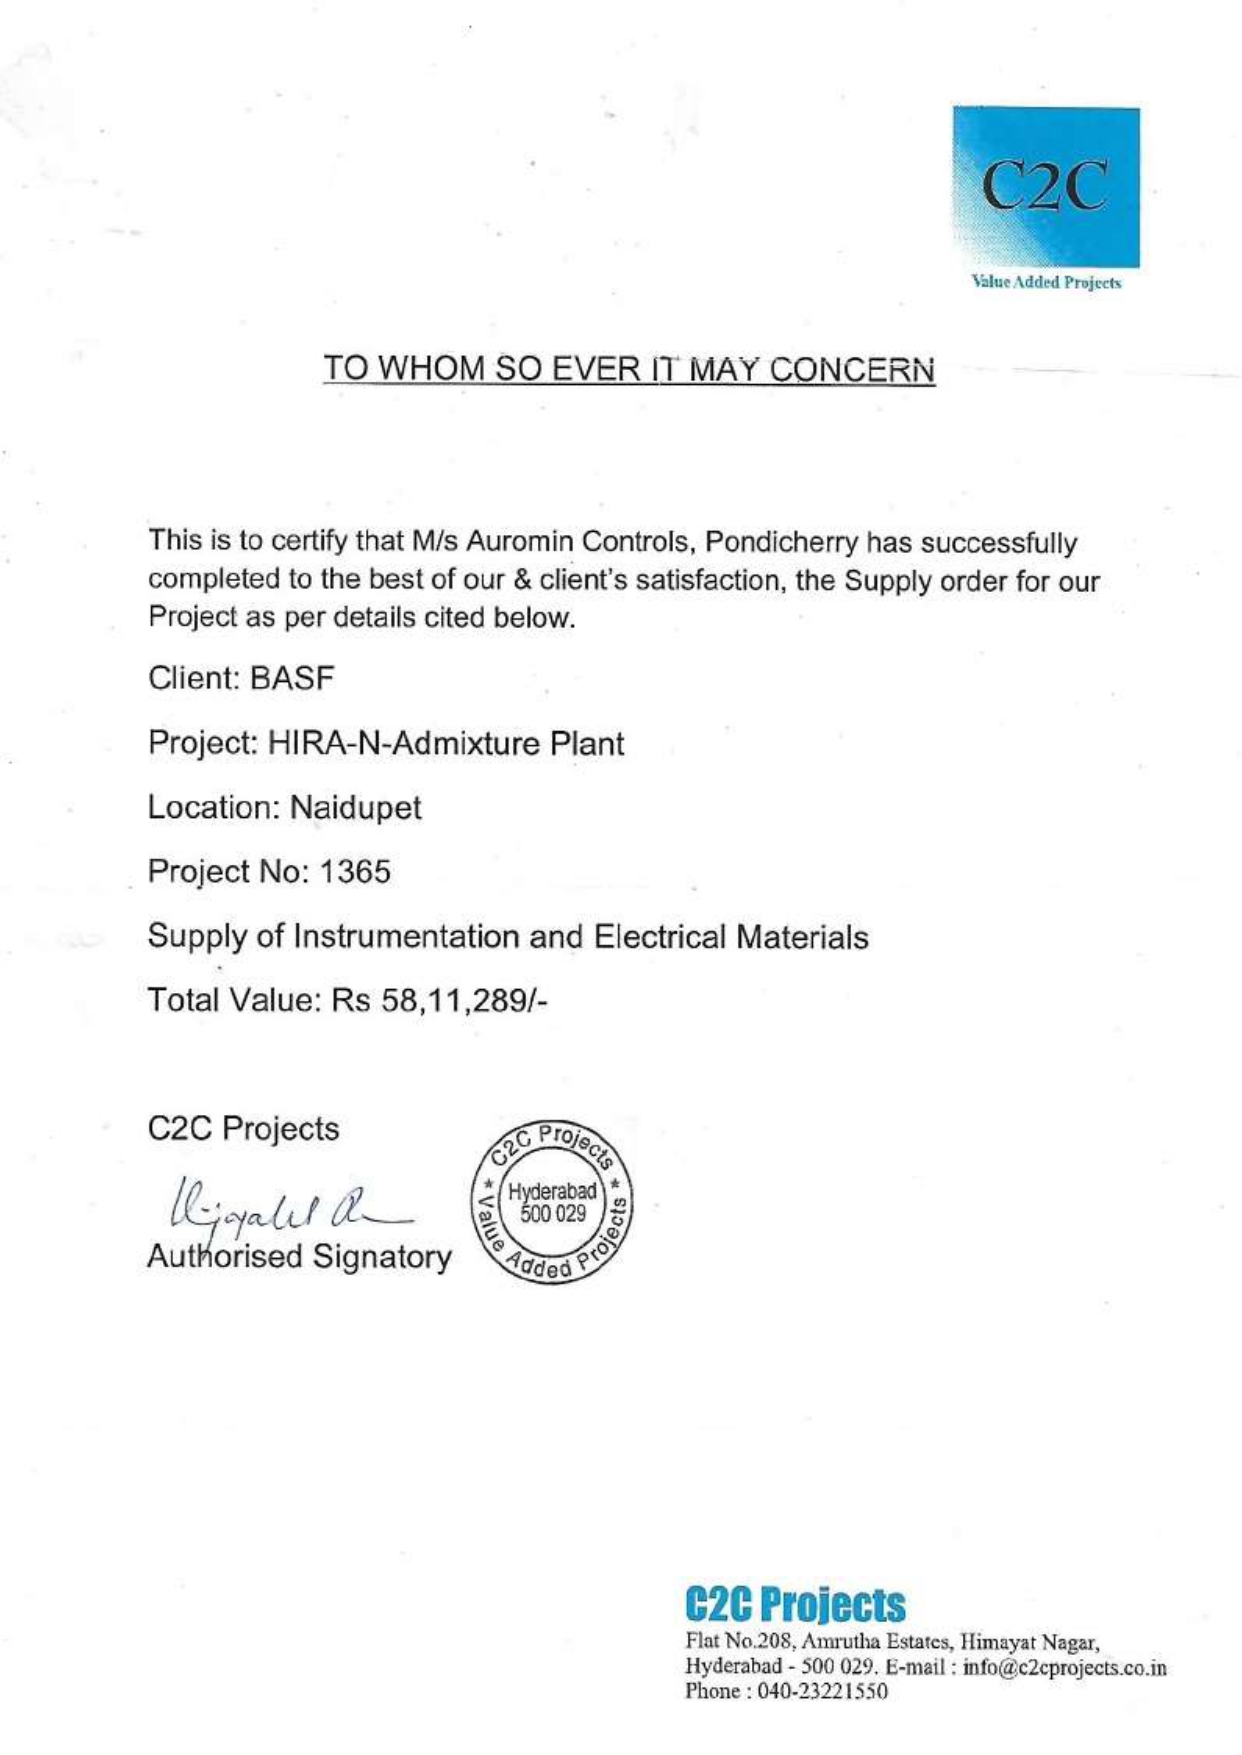 C2C
Value Added Projects
TO WHOM SO EVER IT MAY CONCERN
This is to certify that M/s Auromin Controls, Pondicherry has successfully
completed to the best of our & client's satisfaction, the Supply order for our
Project as per details cited below.
Client: BASF
Project: HIRA-N-Admixture Plant
Location: Naidupet
Project No: 1365
Supply of Instrumentation and Electrical Materials
Total Value: Rs 58,11,289/-
C2C Projects
Authorised Signatory
C2C Projects
Hyderabad
500 029
* Value Added Projects *
C2C Projects
Flat No.208, Amrutha Estates, Himayat Nagar,
Hyderabad - 500 029. E-mail : info@c2cprojects.co.in
Phone : 040-23221550